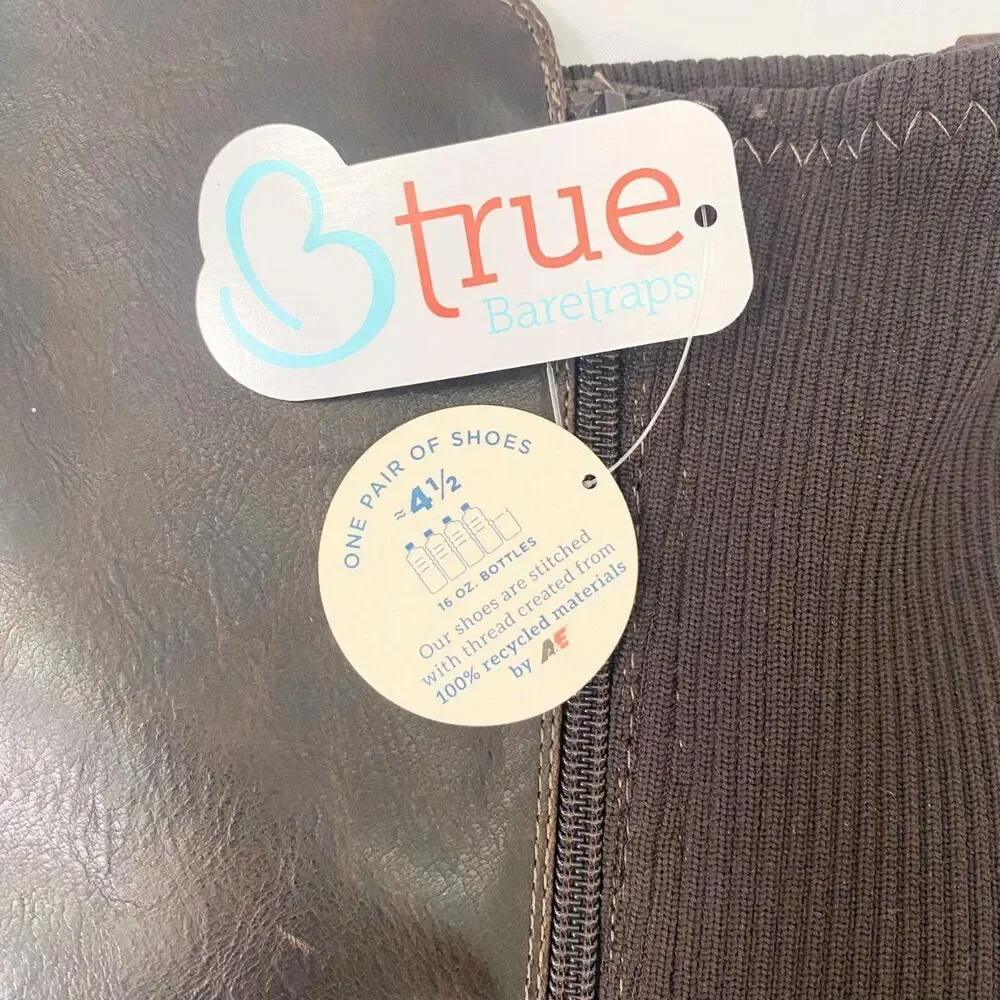 B true
Baretraps®
ONE PAIR OF SHOES
≈4½
16 OZ. BOTTLES
Our shoes are stitched
with thread created from
100% recycled materials
by A&E